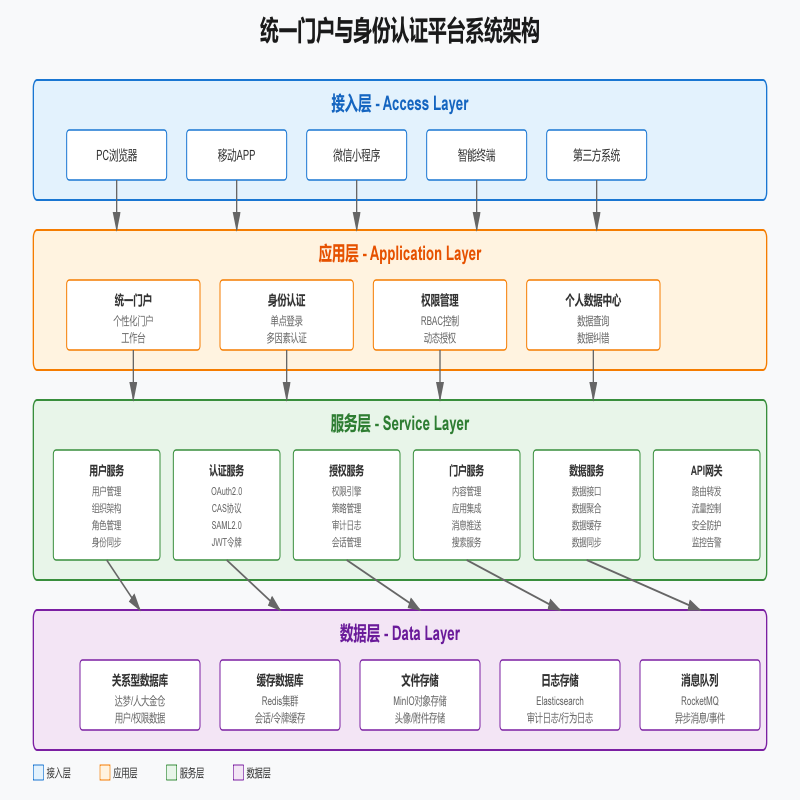 统一门户与身份认证平台系统架构
接入层 - Access Layer
PC浏览器
移动APP
微信小程序
智能终端
第三方系统
应用层 - Application Layer
统一门户
个性化门户
工作台
身份认证
单点登录
多因素认证
权限管理
RBAC控制
动态授权
个人数据中心
数据查询
数据纠错
服务层 - Service Layer
用户服务
用户管理
组织架构
角色管理
身份同步
认证服务
OAuth2.0
CAS协议
SAML2.0
JWT令牌
授权服务
权限引擎
策略管理
审计日志
会话管理
门户服务
内容管理
应用集成
消息推送
搜索服务
数据服务
数据接口
数据聚合
数据缓存
数据同步
API网关
路由转发
流量控制
安全防护
监控告警
数据层 - Data Layer
关系型数据库
达梦/人大金仓
用户/权限数据
缓存数据库
Redis集群
会话/令牌缓存
文件存储
MinIO对象存储
头像/附件存储
日志存储
Elasticsearch
审计日志/行为日志
消息队列
RocketMQ
异步消息/事件
接入层
应用层
服务层
数据层